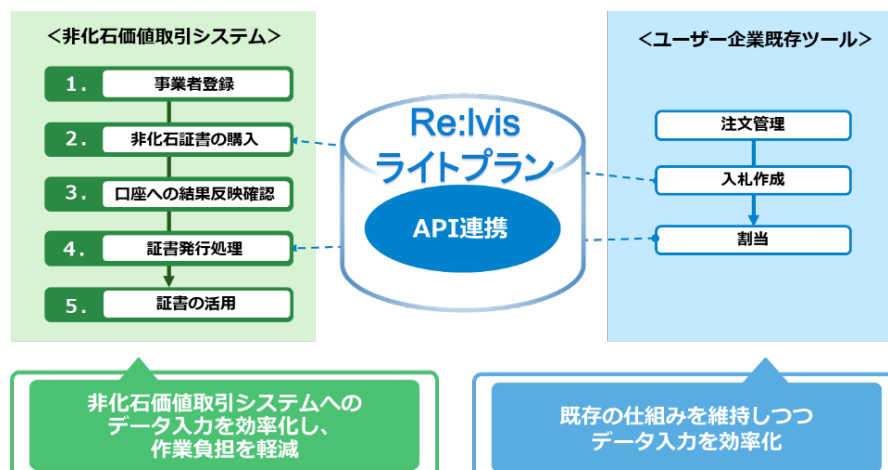 ＜非化石価値取引システム＞
1. 事業者登録
2. 非化石証書の購入
3. 口座への結果反映確認
4. 証書発行処理
5. 証書の活用
Re:lvis
ライトプラン
API連携
＜ユーザー企業既存ツール＞
注文管理
入札作成
割当
非化石価値取引システムへの
データ入力を効率化し、
作業負担を軽減
既存の仕組みを維持しつつ
データ入力を効率化